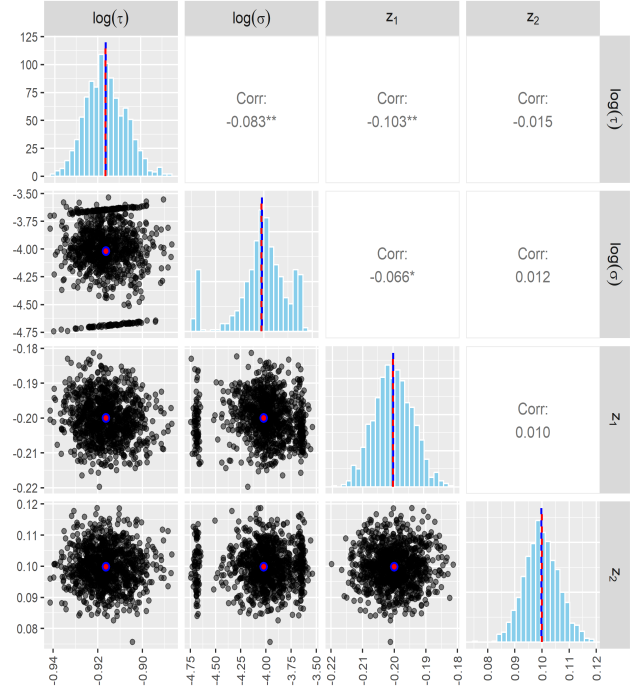 log(τ) log(σ) z₁ z₂
125
100
75
50
25
0
Corr:
-0.083**
Corr:
-0.103**
Corr:
-0.015
log(τ)
-3.50
-3.75
-4.00
-4.25
-4.50
-4.75
Corr:
-0.066*
Corr:
0.012
log(σ)
-0.18
-0.19
-0.20
-0.21
-0.22
Corr:
0.010
z₁
0.12
0.11
0.10
0.09
0.08
z₂
-0.94 -0.92 -0.90
-4.75 -4.50 -4.25 -4.00 -3.75 -3.50
-0.22 -0.21 -0.20 -0.19 -0.18
0.08 0.09 0.10 0.11 0.12